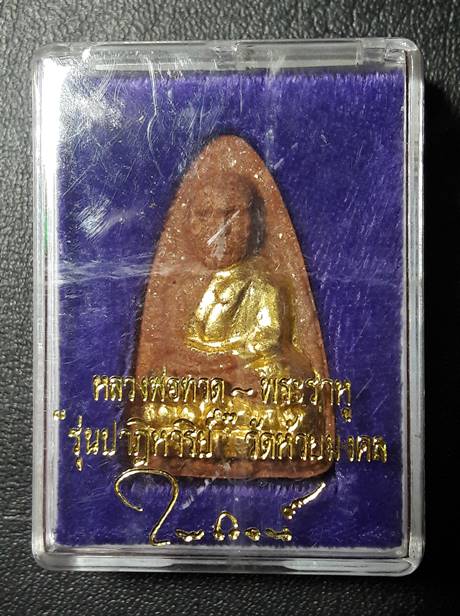 หลวงพ่อทวด ~ พระราหู
"รุ่นปาฏิหาริย์" วัดห้วยมงคล